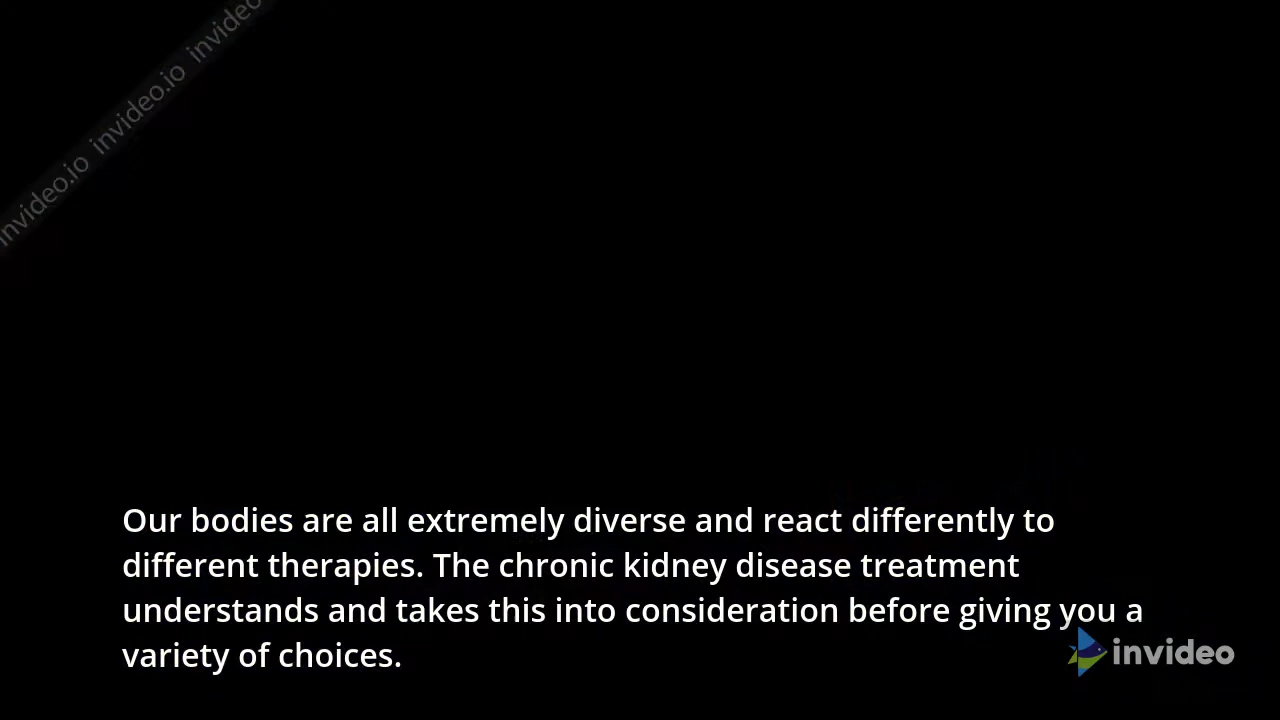 invideo.io invideo.io invideo
Our bodies are all extremely diverse and react differently to
different therapies. The chronic kidney disease treatment
understands and takes this into consideration before giving you a
variety of choices.
invideo